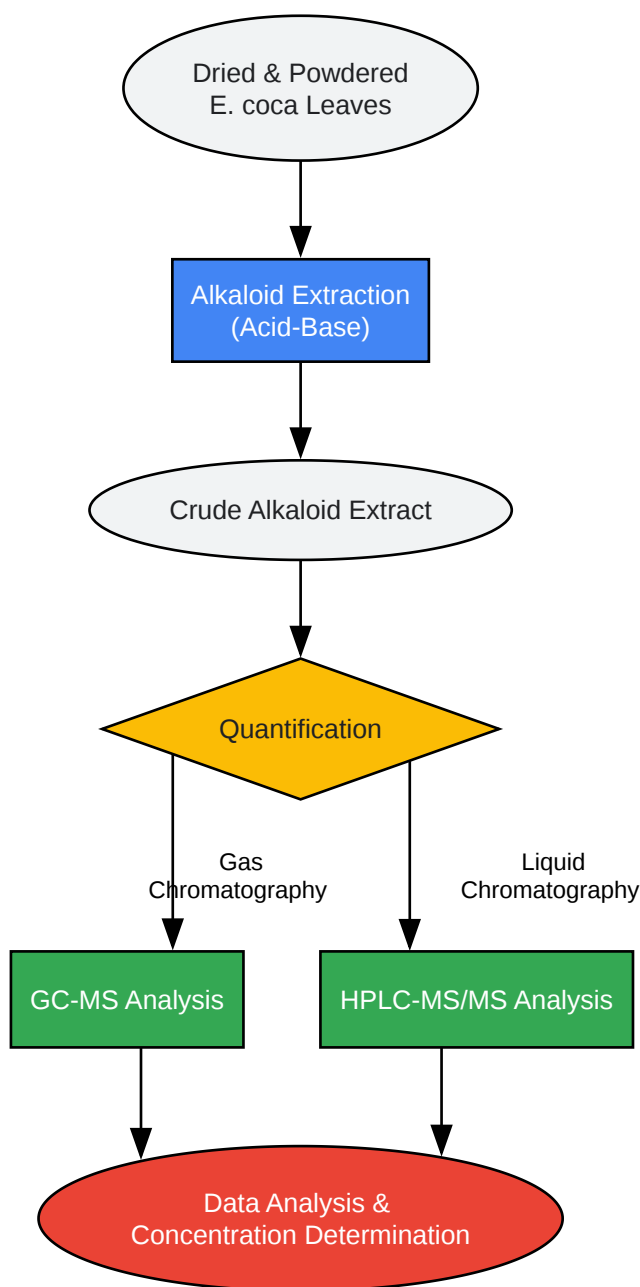 Dried & Powdered
E. coca Leaves
Alkaloid Extraction
(Acid-Base)
Crude Alkaloid Extract
Quantification
Gas
Chromatography
Liquid
Chromatography
GC-MS Analysis
HPLC-MS/MS Analysis
Data Analysis &
Concentration Determination